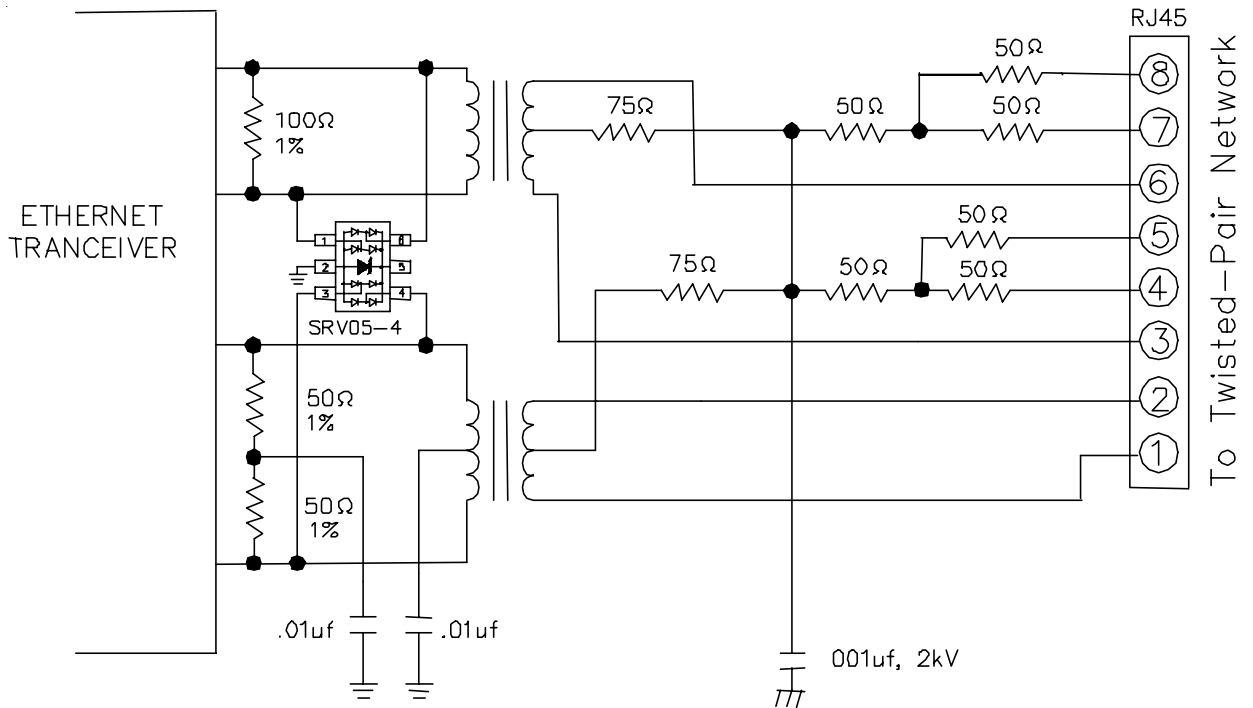 RJ45
50Ω
8
75Ω
50Ω
50Ω
7
100Ω
1%
6
ETHERNET
TRANCEIVER
50Ω
5
1
6
2
5
3
4
SRV05-4
75Ω
50Ω
50Ω
4
3
50Ω
1%
2
1
50Ω
1%
.01uf
.01uf
001uf, 2kV
To Twisted-Pair Network